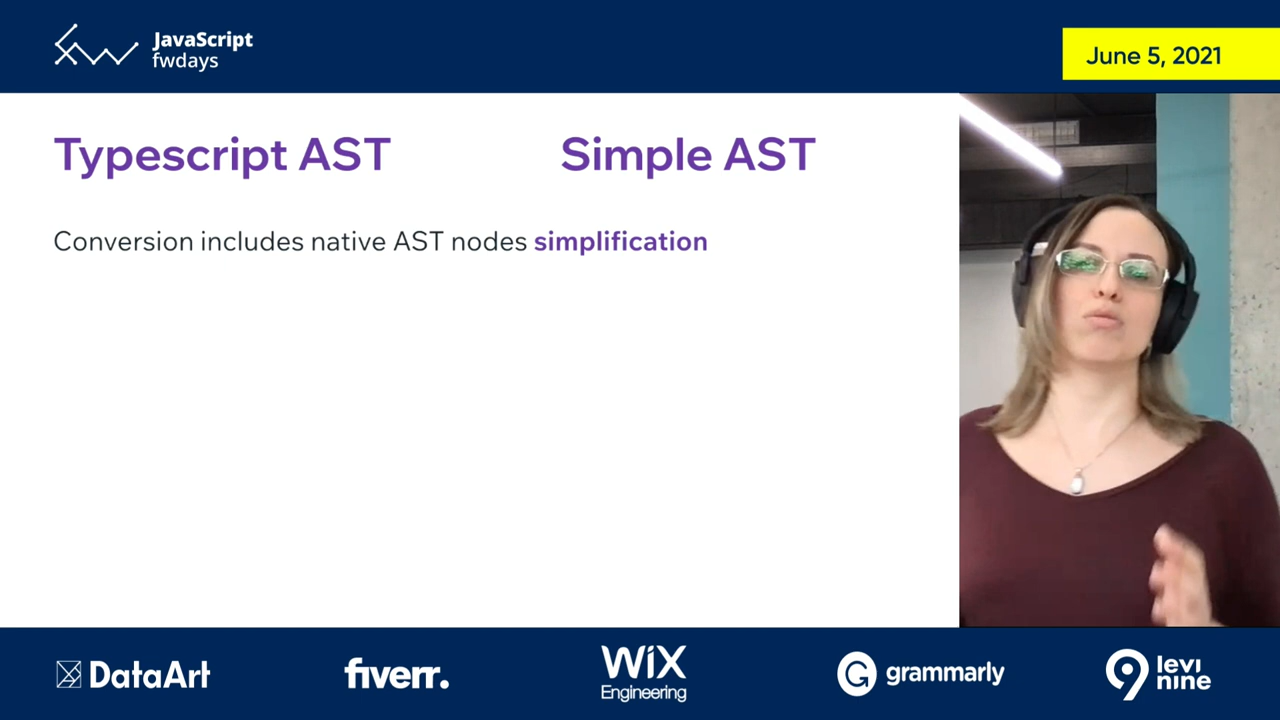 JavaScript
fwdays
June 5, 2021
Typescript AST
Simple AST
Conversion includes native AST nodes simplification
DataArt
fiverr.
WiX
Engineering
grammarly
9 levi
nine